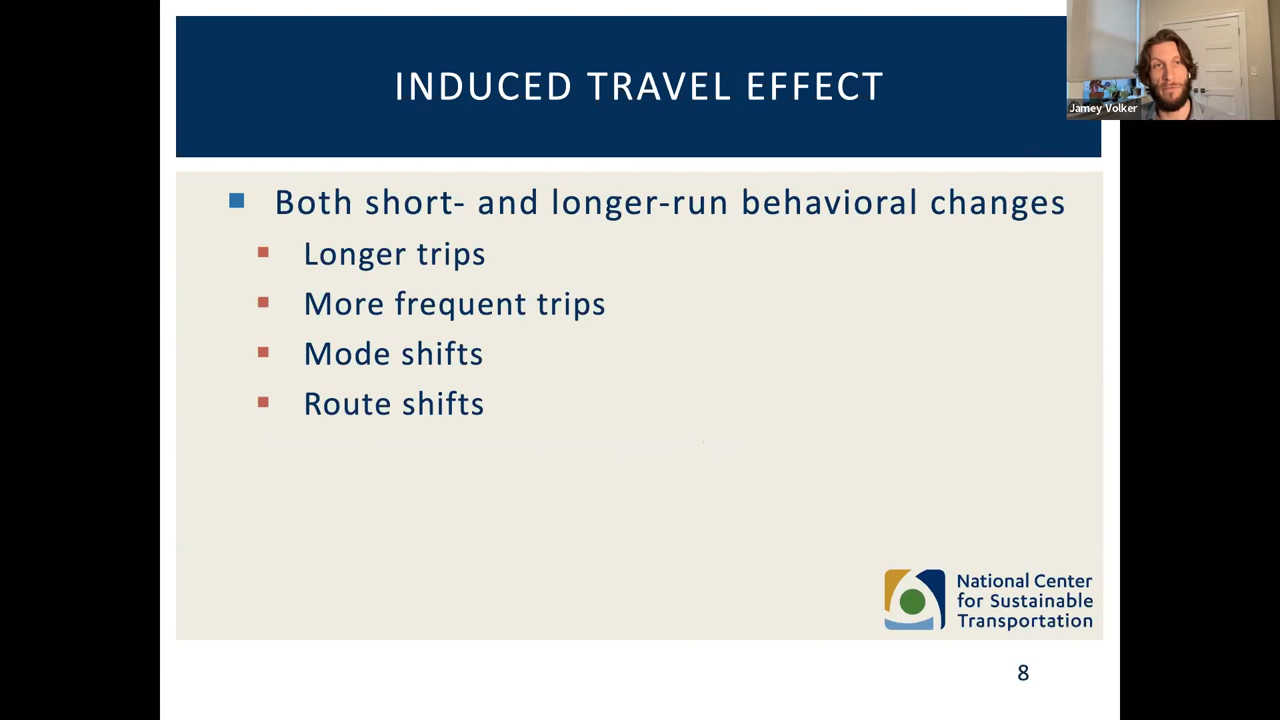 INDUCED TRAVEL EFFECT
Jamey Volker
Both short- and longer-run behavioral changes
Longer trips
More frequent trips
Mode shifts
Route shifts
National Center
for Sustainable
Transportation
8